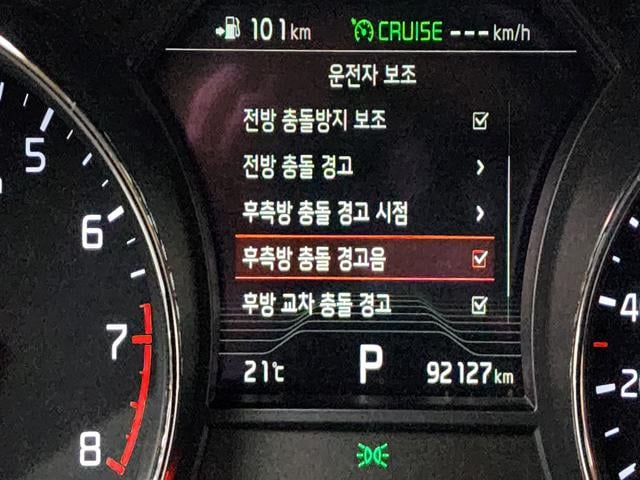 101km CRUISE ---km/h
운전자 보조
전방 충돌방지 보조
전방 충돌 경고
후측방 충돌 경고 시점
후측방 충돌 경고음
후방 교차 충돌 경고
21℃ P 92127km
5
6
7
8
4
2